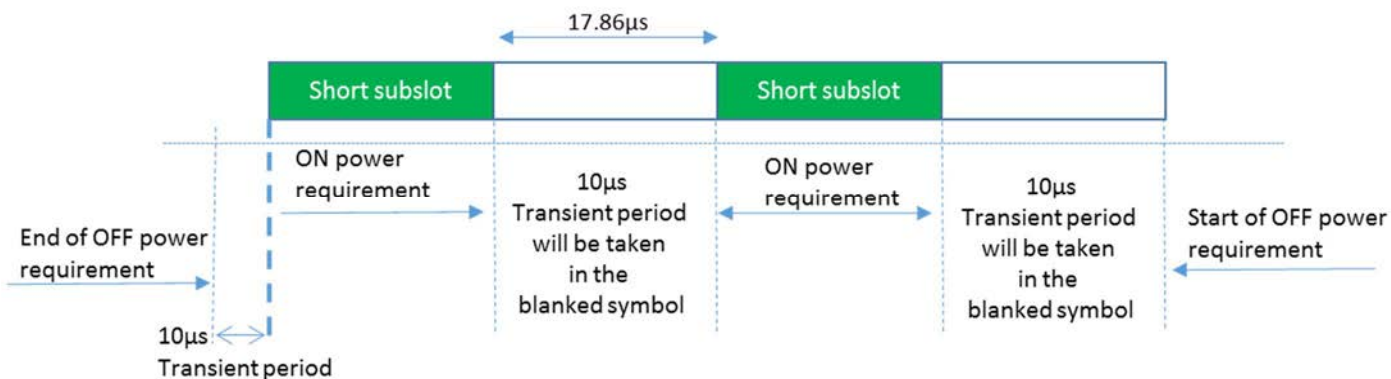 17.86µs
Short subslot
Short subslot
ON power
requirement
10µs
Transient period
will be taken
in the
blanked symbol
ON power
requirement
10µs
Transient period
will be taken
in the
blanked symbol
End of OFF power
requirement
Start of OFF power
requirement
10µs
Transient period